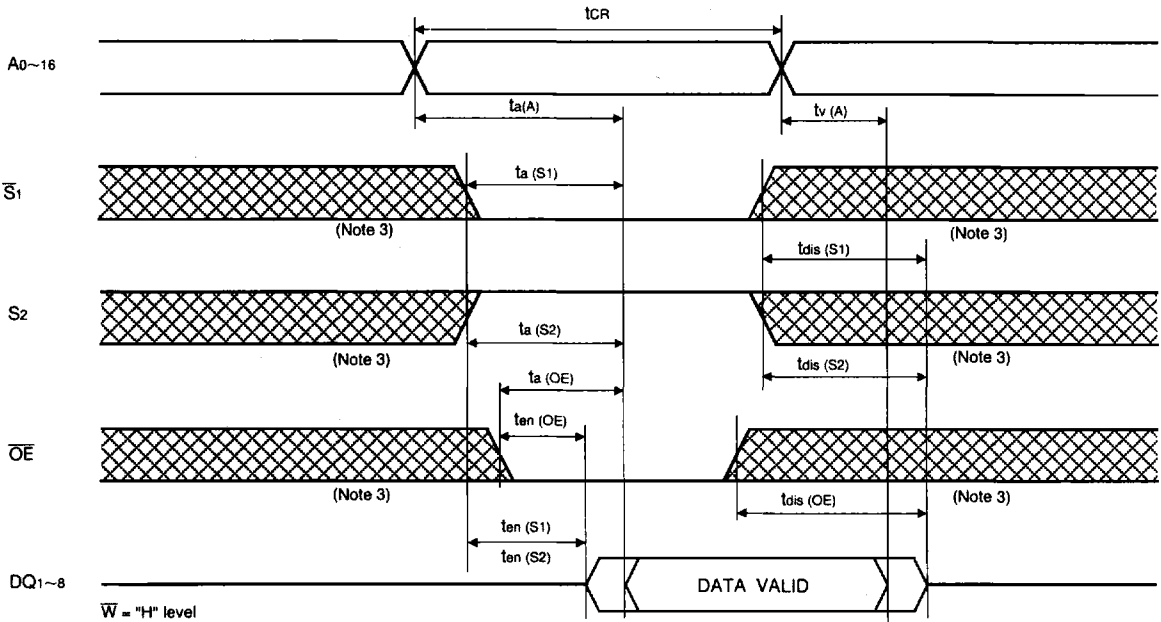 tCR
A0~16
ta(A)
tv (A)
S̅1
ta (S1)
(Note 3)
(Note 3)
tdis (S1)
S2
ta (S2)
(Note 3)
(Note 3)
tdis (S2)
ta (OE)
ten (OE)
O̅E̅
(Note 3)
(Note 3)
tdis (OE)
ten (S1)
ten (S2)
DQ1~8
DATA VALID
W̅ = "H" level